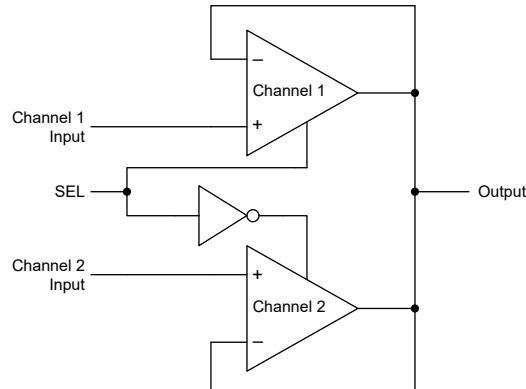 −
Channel 1
Channel 1
Input
+
SEL
Output
Channel 2
Input
+
Channel 2
−